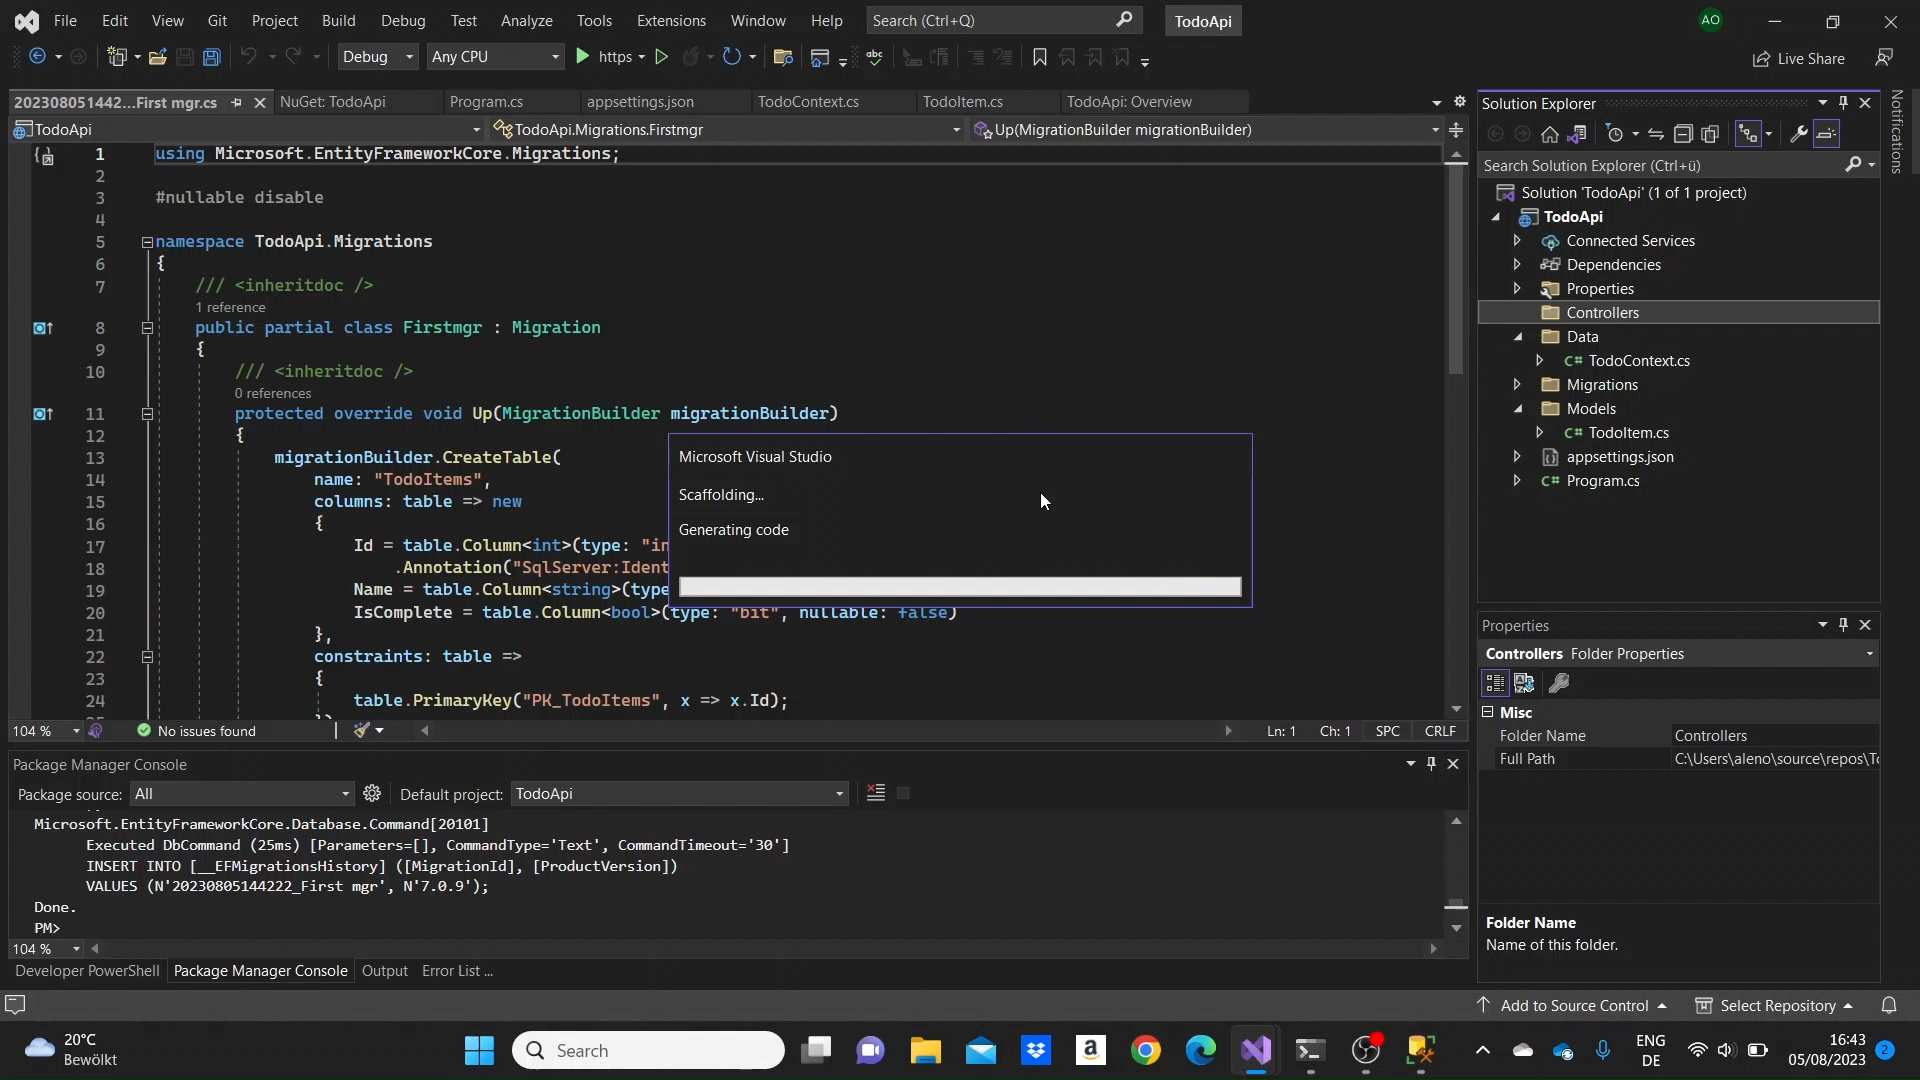 File Edit View Git Project Build Debug Test Analyze Tools Extensions Window Help Search (Ctrl+Q) TodoApi AO
Debug Any CPU https Live Share
202308051442...First mgr.cs NuGet: TodoApi Program.cs appsettings.json TodoContext.cs TodoItem.cs TodoApi: Overview
TodoApi TodoApi.Migrations.Firstmgr Up(MigrationBuilder migrationBuilder)
1 using Microsoft.EntityFrameworkCore.Migrations;
2
3 #nullable disable
4
5 namespace TodoApi.Migrations
6 {
7 /// <inheritdoc />
1 reference
8 public partial class Firstmgr : Migration
9 {
10 /// <inheritdoc />
0 references
11 protected override void Up(MigrationBuilder migrationBuilder)
12 {
13 migrationBuilder.CreateTable(
14 name: "TodoItems",
15 columns: table => new
16 {
17 Id = table.Column<int>(type: "in
18 .Annotation("SqlServer:Ident
19 Name = table.Column<string>(type
20 IsComplete = table.Column<bool>(type: "bit", nullable: false)
21 },
22 constraints: table =>
23 {
24 table.PrimaryKey("PK_TodoItems", x => x.Id);
Microsoft Visual Studio
Scaffolding...
Generating code
104 % No issues found Ln: 1 Ch: 1 SPC CRLF
Package Manager Console
Package source: All Default project: TodoApi
Microsoft.EntityFrameworkCore.Database.Command[20101]
Executed DbCommand (25ms) [Parameters=[], CommandType='Text', CommandTimeout='30']
INSERT INTO [__EFMigrationsHistory] ([MigrationId], [ProductVersion])
VALUES (N'20230805144222_First mgr', N'7.0.9');
Done.
PM>
104 %
Developer PowerShell Package Manager Console Output Error List ...
Solution Explorer
Search Solution Explorer (Ctrl+ü)
Solution 'TodoApi' (1 of 1 project)
TodoApi
Connected Services
Dependencies
Properties
Controllers
Data
C# TodoContext.cs
Migrations
Models
C# TodoItem.cs
appsettings.json
C# Program.cs
Notifications
Properties
Controllers Folder Properties
Misc
Folder Name Controllers
Full Path C:\Users\aleno\source\repos\To
Folder Name
Name of this folder.
Add to Source Control Select Repository
20°C
Bewölkt
Search
ENG
DE
16:43
05/08/2023
2